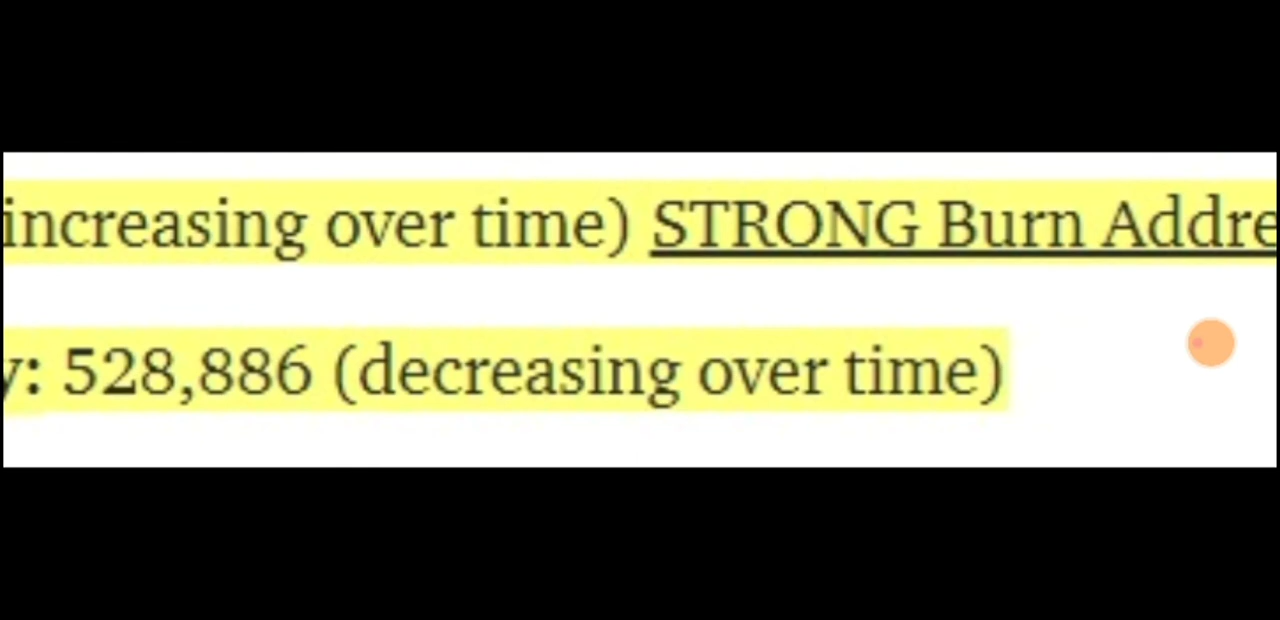 increasing over time) STRONG Burn Addre
y: 528,886 (decreasing over time)